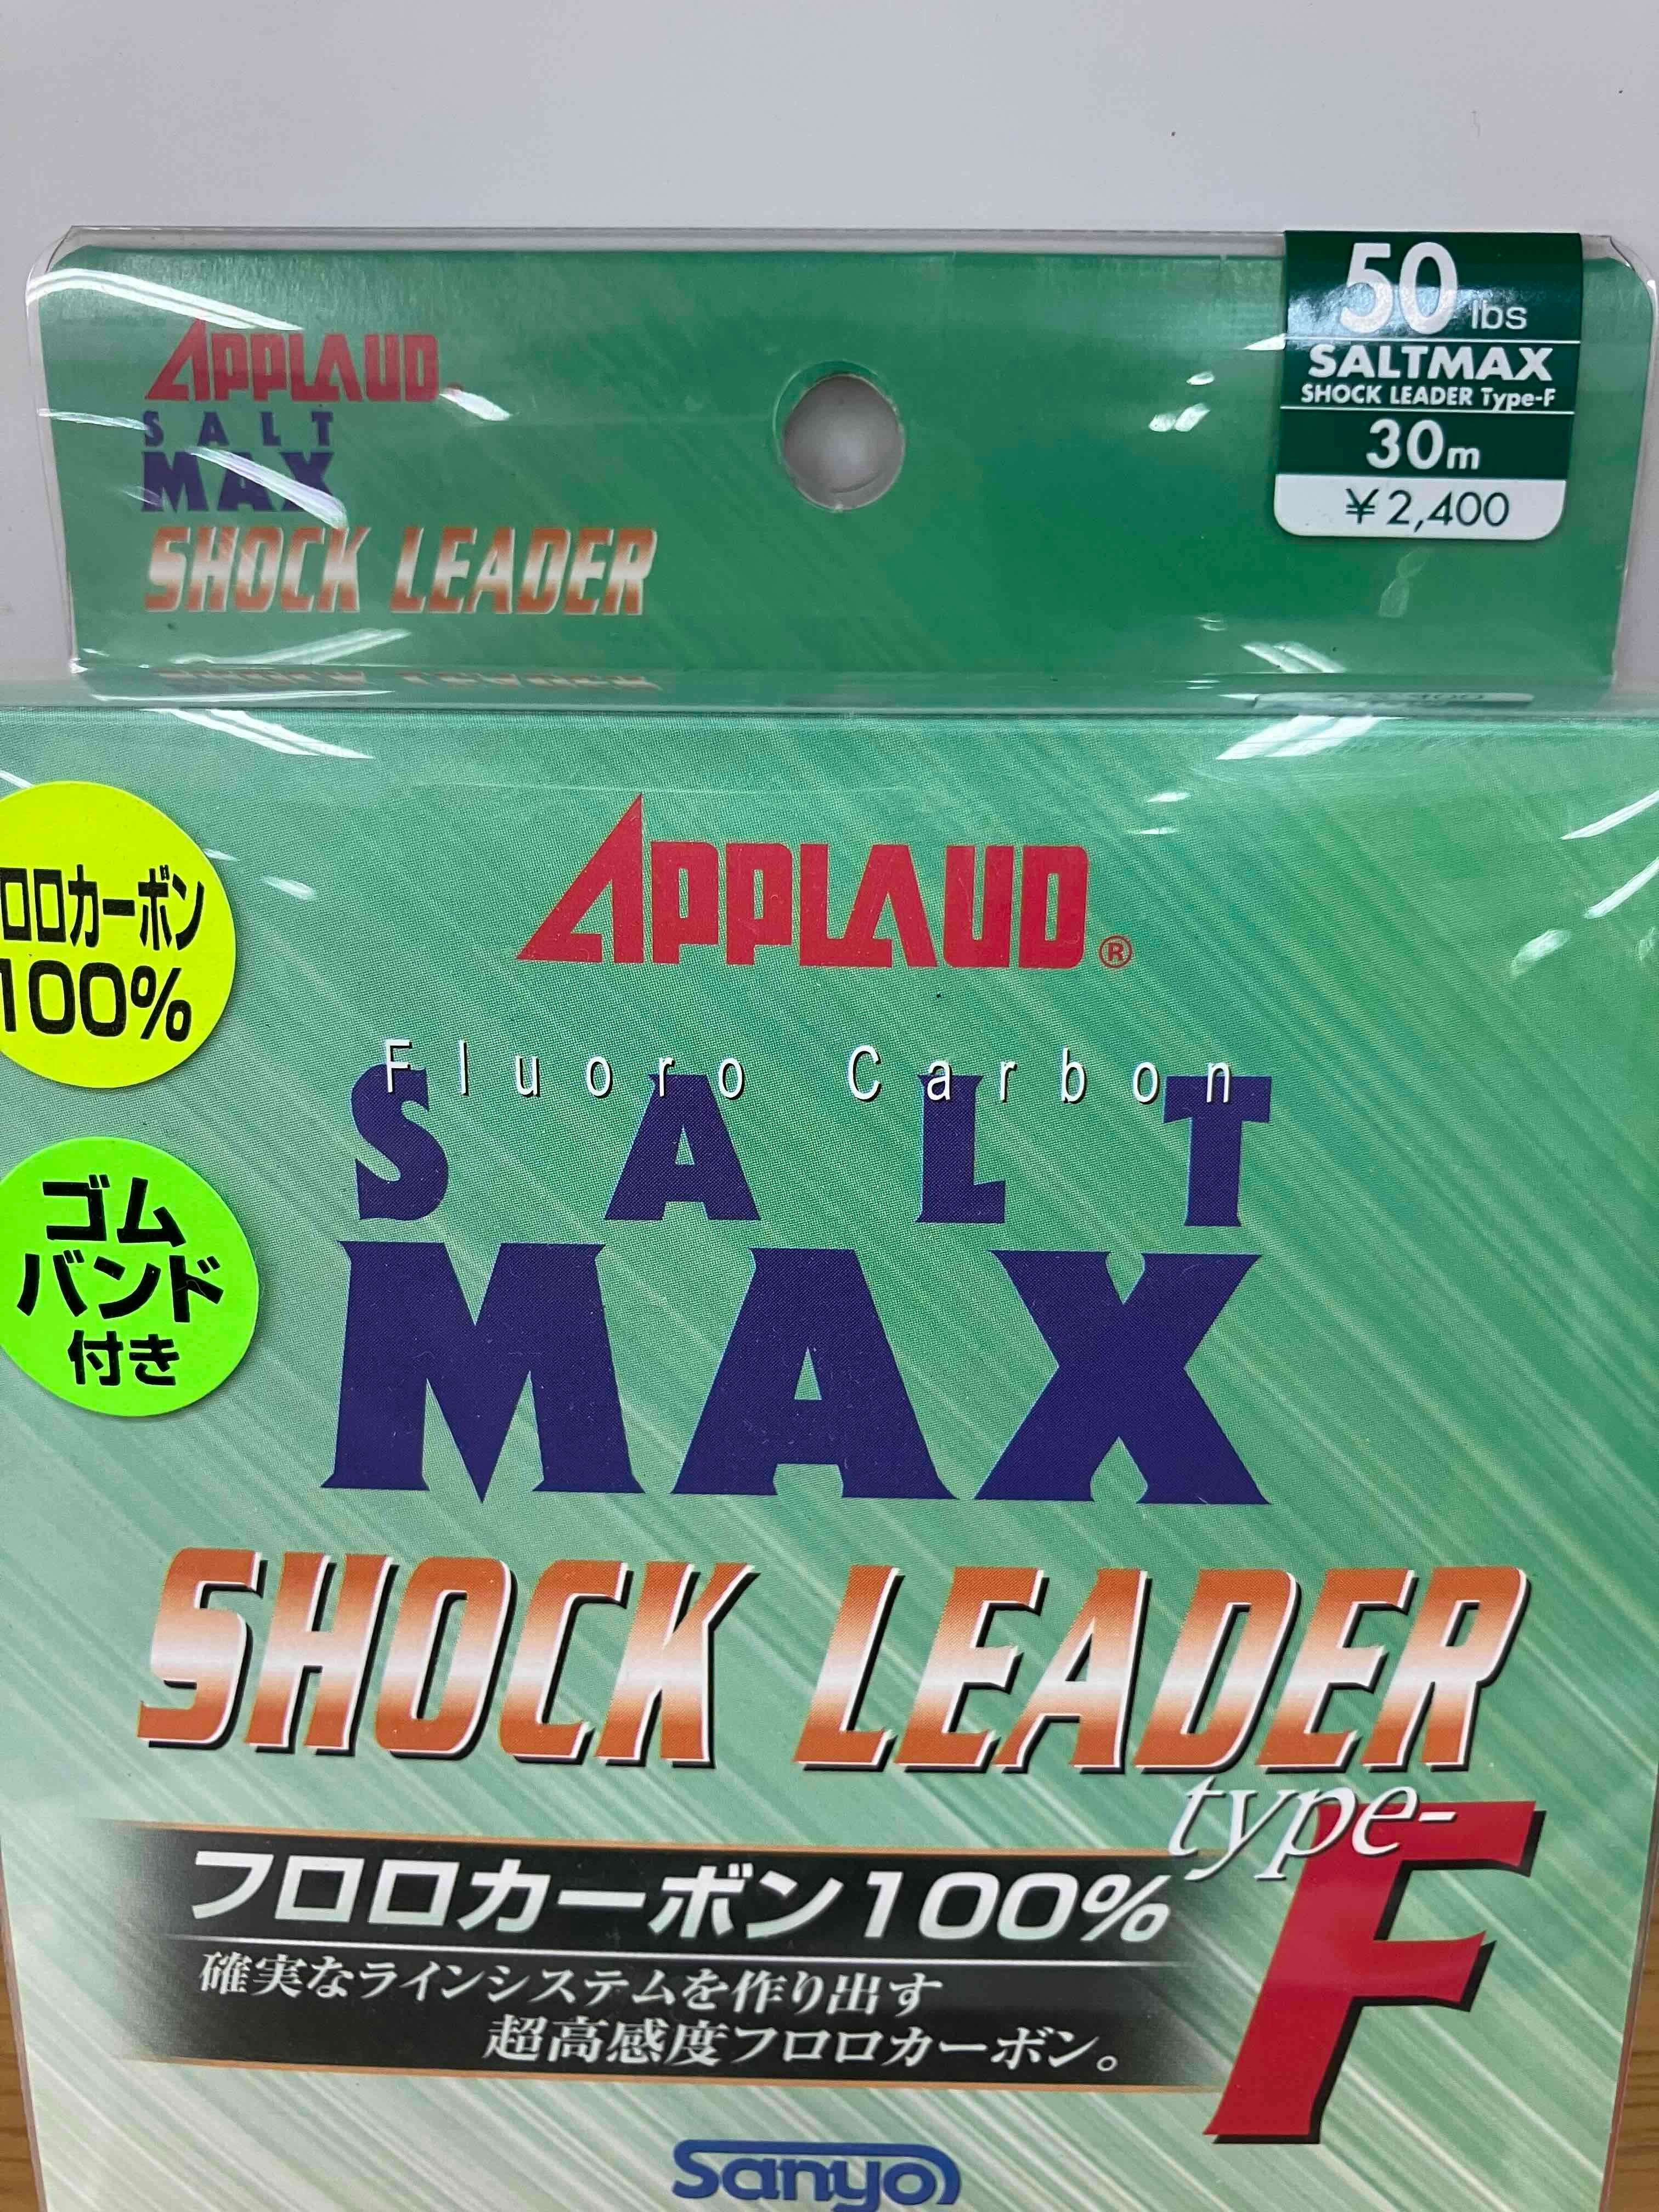 50 lbs
SALTMAX
SHOCK LEADER Type-F
30m
¥2,400
APPLAUD
SALT
MAX
SHOCK LEADER
APPLAUD®
Fluoro Carbon
SALT
MAX
SHOCK LEADER
type-F
ロロカーボン
100%
ゴム
バンド
付き
フロロカーボン100%
確実なラインシステムを作り出す
超高感度フロロカーボン。
Sanyo